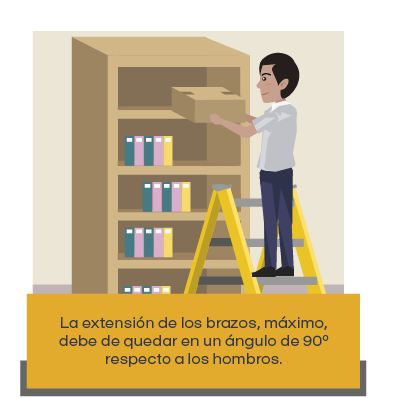 La extensión de los brazos, máximo,
debe de quedar en un ángulo de 90º
respecto a los hombros.